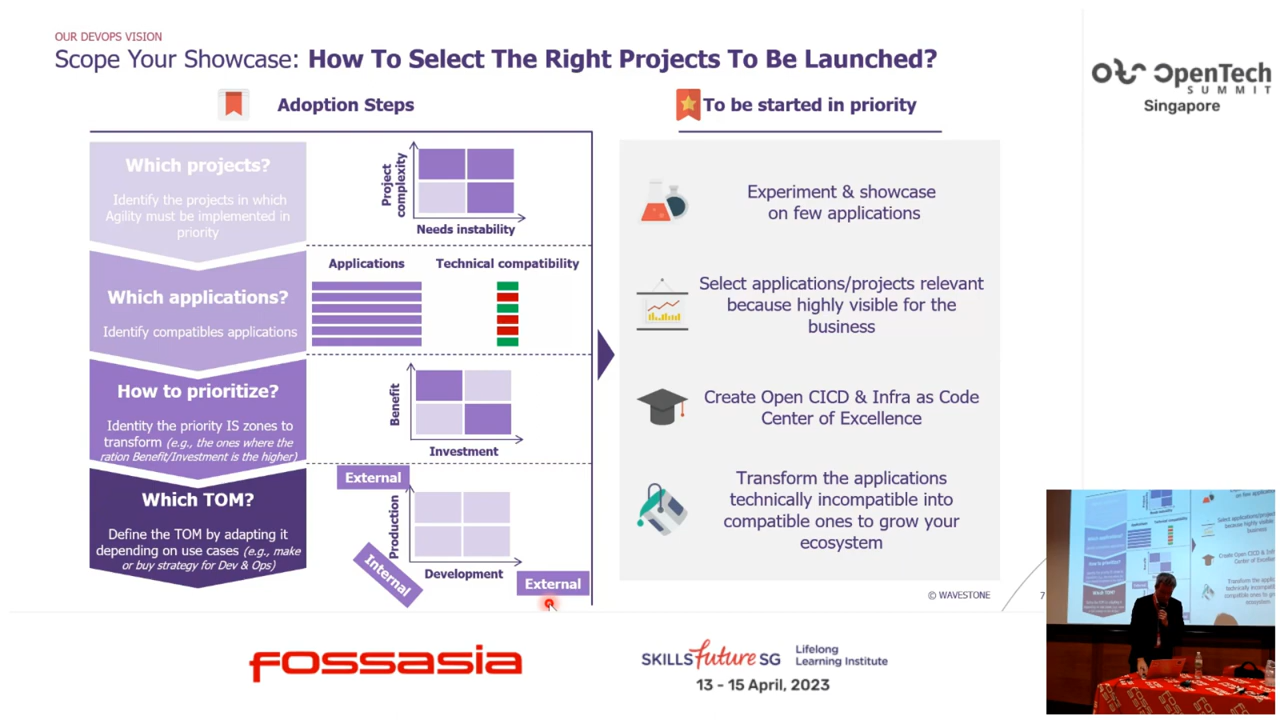 OUR DEVOPS VISION
Scope Your Showcase: How To Select The Right Projects To Be Launched?
OpenTech
SUMMIT
Singapore
Adoption Steps
To be started in priority
Which projects?
Identify the projects in which
Agility must be implemented in
priority
Project
complexity
Needs instability
Which applications?
Identify compatibles applications
Applications
Technical compatibility
How to prioritize?
Identity the priority IS zones to
transform (e.g., the ones where the
ration Benefit/Investment is the higher)
Benefit
Investment
Which TOM?
Define the TOM by adapting it
depending on use cases (e.g., make
or buy strategy for Dev & Ops)
External
Production
Internal
Development
External
Experiment & showcase
on few applications
Select applications/projects relevant
because highly visible for the
business
Create Open CICD & Infra as Code
Center of Excellence
Transform the applications
technically incompatible into
compatible ones to grow your
ecosystem
© WAVESTONE
7
FOSSASIA
SKILLS future SG
Lifelong
Learning Institute
13 - 15 April, 2023